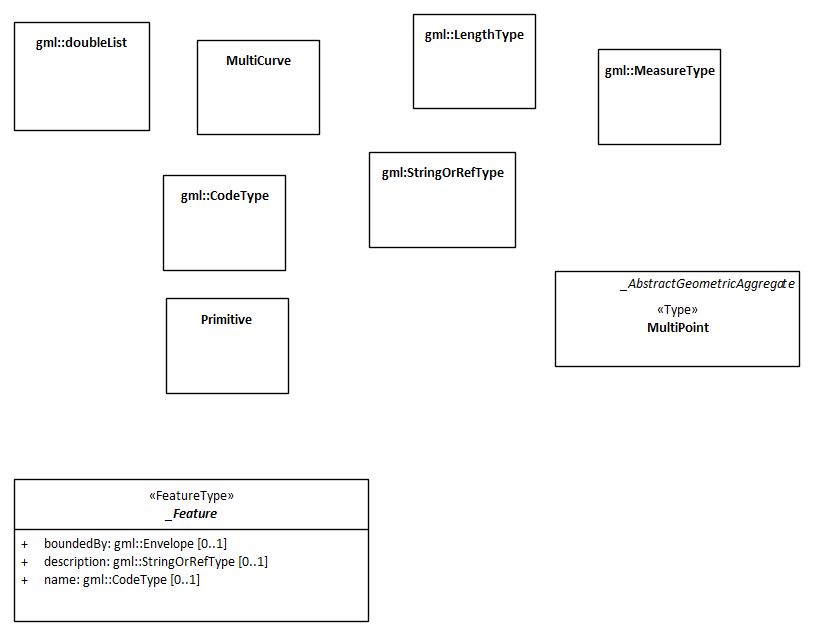 gml::doubleList
MultiCurve
gml::LengthType
gml::MeasureType
gml::CodeType
gml:StringOrRefType
Primitive
_AbstractGeometricAggregate
«Type»
MultiPoint
«FeatureType»
_Feature
+ boundedBy: gml::Envelope [0..1]
+ description: gml::StringOrRefType [0..1]
+ name: gml::CodeType [0..1]